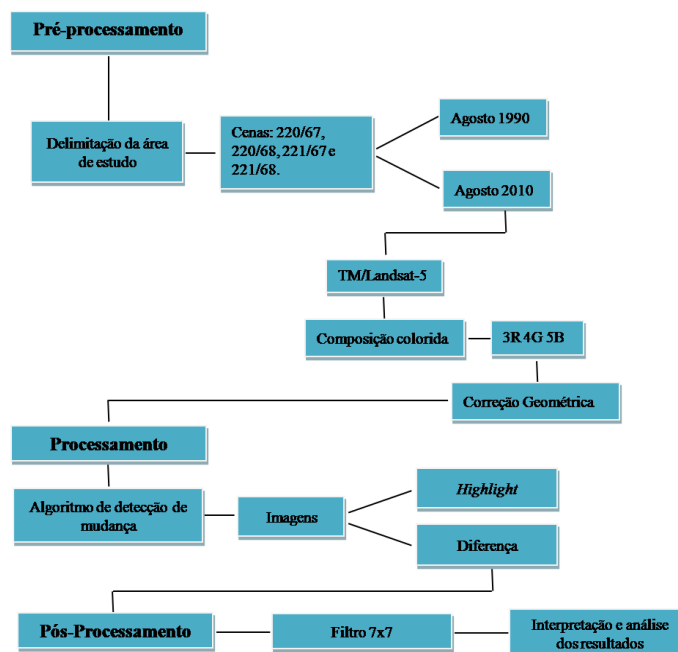 Pré-processamento
Delimitação da área
de estudo
Cenas: 220/67,
220/68, 221/67 e
221/68.
Agosto 1990
Agosto 2010
TM/Landsat-5
Composição colorida
3R 4G 5B
Correção Geométrica
Processamento
Algoritmo de detecção de
mudança
Imagens
Highlight
Diferença
Pós-Processamento
Filtro 7x7
Interpretação e análise
dos resultados